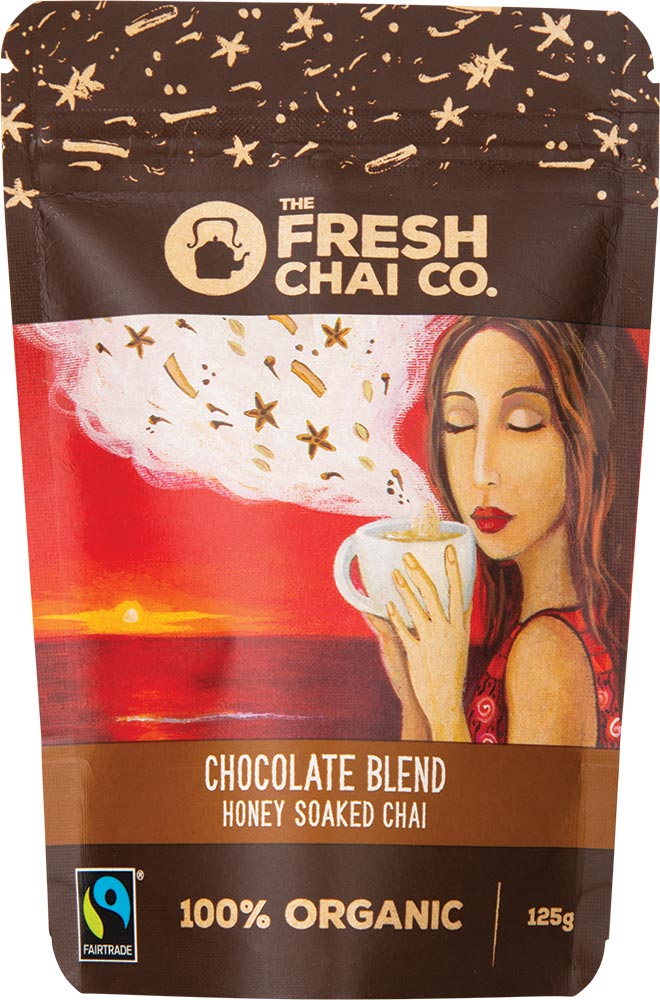 THE
FRESH
CHAI CO.
CHOCOLATE BLEND
HONEY SOAKED CHAI
100% ORGANIC
125g
®
FAIRTRADE